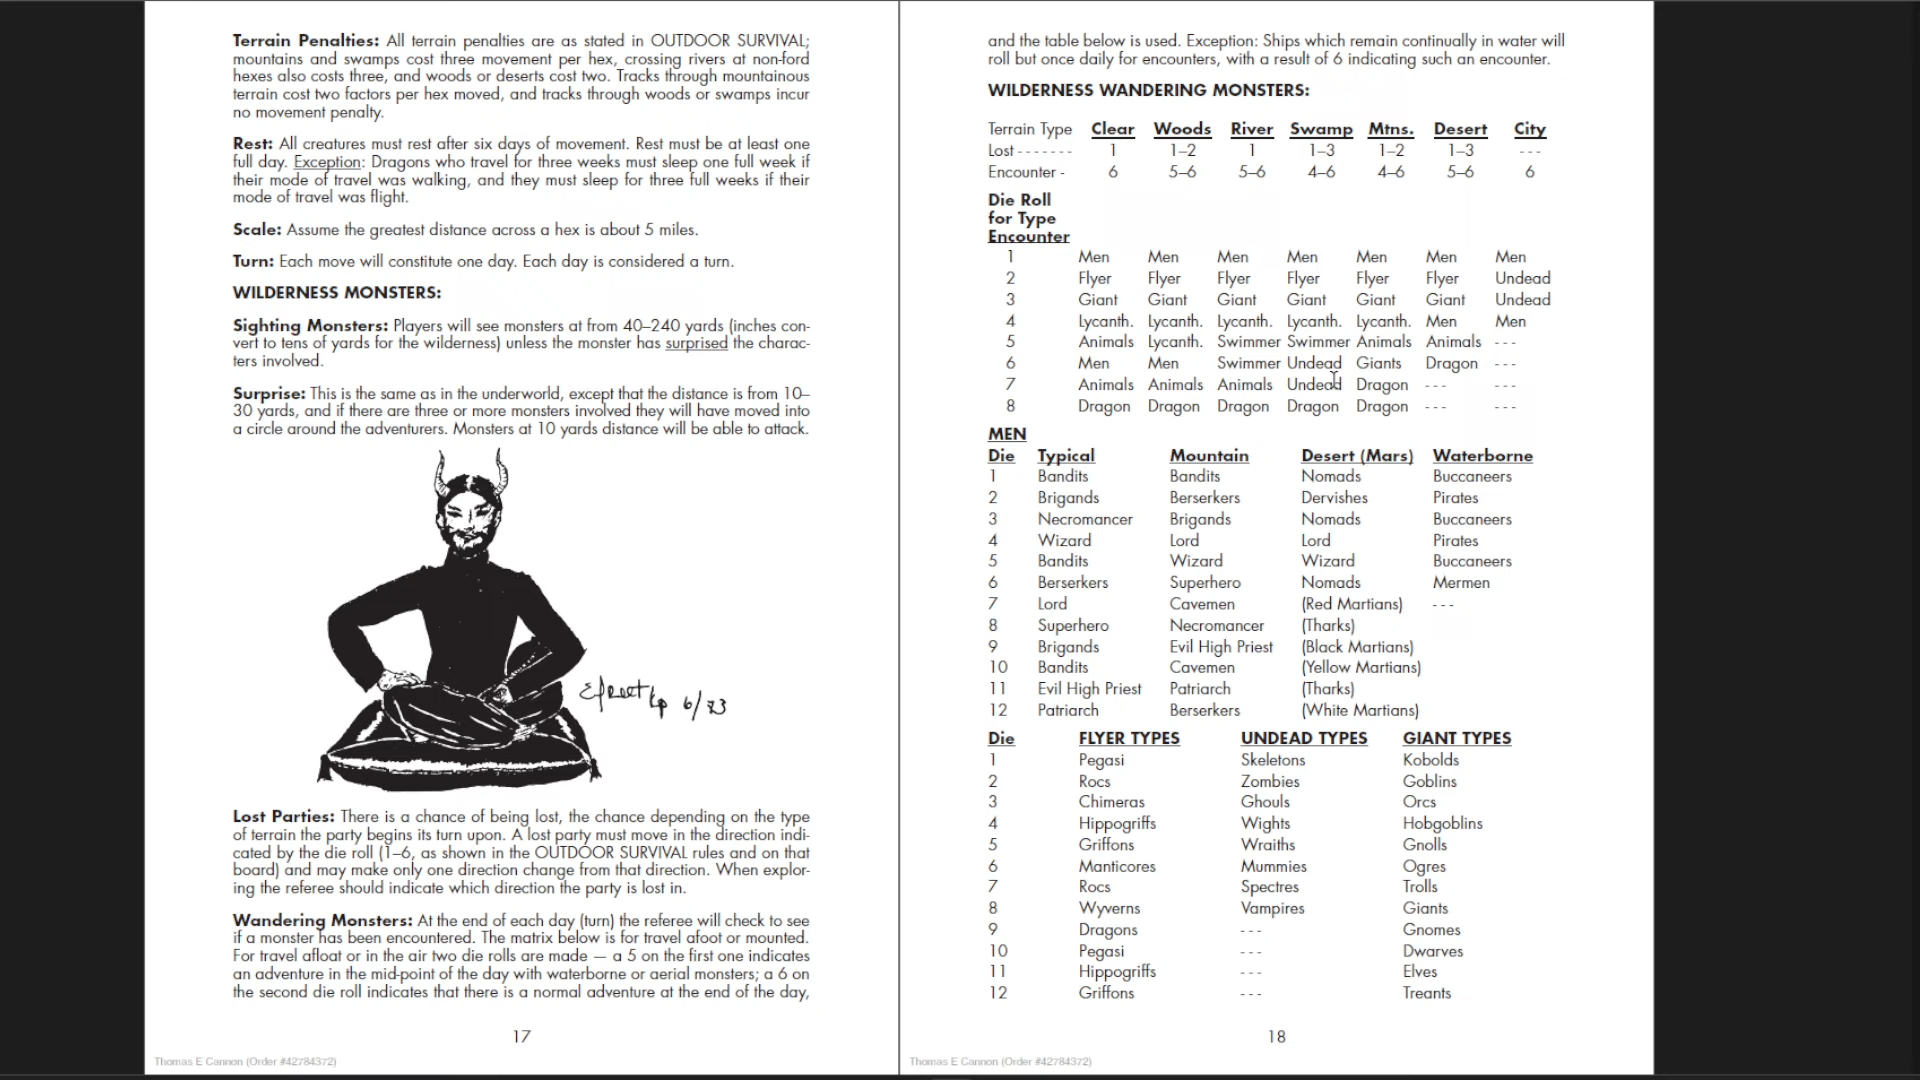 Terrain Penalties: All terrain penalties are as stated in OUTDOOR SURVIVAL;
mountains and swamps cost three movement per hex, crossing rivers at non-ford
hexes also costs three, and woods or deserts cost two. Tracks through mountainous
terrain cost two factors per hex moved, and tracks through woods or swamps incur
no movement penalty.
Rest: All creatures must rest after six days of movement. Rest must be at least one
full day. Exception: Dragons who travel for three weeks must sleep one full week if
their mode of travel was walking, and they must sleep for three full weeks if their
mode of travel was flight.
Scale: Assume the greatest distance across a hex is about 5 miles.
Turn: Each move will constitute one day. Each day is considered a turn.
WILDERNESS MONSTERS:
Sighting Monsters: Players will see monsters at from 40–240 yards (inches con-
vert to tens of yards for the wilderness) unless the monster has surprised the charac-
ters involved.
Surprise: This is the same as in the underworld, except that the distance is from 10–
30 yards, and if there are three or more monsters involved they will have moved into
a circle around the adventurers. Monsters at 10 yards distance will be able to attack.
6/73
Lost Parties: There is a chance of being lost, the chance depending on the type
of terrain the party begins its turn upon. A lost party must move in the direction indi-
cated by the die roll (1–6, as shown in the OUTDOOR SURVIVAL rules and on that
board) and may make only one direction change from that direction. When explor-
ing the referee should indicate which direction the party is lost in.
Wandering Monsters: At the end of each day (turn) the referee will check to see
if a monster has been encountered. The matrix below is for travel afoot or mounted.
For travel afloat or in the air two die rolls are made — a 5 on the first one indicates
an adventure in the mid-point of the day with waterborne or aerial monsters; a 6 on
the second die roll indicates that there is a normal adventure at the end of the day,
17
Thomas E Cannon (Order #42784372)
and the table below is used. Exception: Ships which remain continually in water will
roll but once daily for encounters, with a result of 6 indicating such an encounter.
WILDERNESS WANDERING MONSTERS:
Terrain Type Clear Woods River Swamp Mtns. Desert City
Lost - - - - - - - 1 1–2 1 1–3 1–2 1–3 - - -
Encounter - 6 5–6 5–6 4–6 4–6 5–6 6
Die Roll
for Type
Encounter
1 Men Men Men Men Men Men Men
2 Flyer Flyer Flyer Flyer Flyer Flyer Undead
3 Giant Giant Giant Giant Giant Giant Undead
4 Lycanth. Lycanth. Lycanth. Lycanth. Lycanth. Men Men
5 Animals Lycanth. Swimmer Swimmer Animals Animals - - -
6 Men Men Swimmer Undead Giants Dragon - - -
7 Animals Animals Animals Undead Dragon - - - - - -
8 Dragon Dragon Dragon Dragon Dragon - - - - - -
MEN
Die Typical Mountain Desert (Mars) Waterborne
1 Bandits Bandits Nomads Buccaneers
2 Brigands Berserkers Dervishes Pirates
3 Necromancer Brigands Nomads Buccaneers
4 Wizard Lord Lord Pirates
5 Bandits Wizard Wizard Buccaneers
6 Berserkers Superhero Nomads Mermen
7 Lord Cavemen (Red Martians) - - -
8 Superhero Necromancer (Tharks)
9 Brigands Evil High Priest (Black Martians)
10 Bandits Cavemen (Yellow Martians)
11 Evil High Priest Patriarch (Tharks)
12 Patriarch Berserkers (White Martians)
Die FLYER TYPES UNDEAD TYPES GIANT TYPES
1 Pegasi Skeletons Kobolds
2 Rocs Zombies Goblins
3 Chimeras Ghouls Orcs
4 Hippogriffs Wights Hobgoblins
5 Griffons Wraiths Gnolls
6 Manticores Mummies Ogres
7 Rocs Spectres Trolls
8 Wyverns Vampires Giants
9 Dragons - - - Gnomes
10 Pegasi - - - Dwarves
11 Hippogriffs - - - Elves
12 Griffons - - - Treants
18
Thomas E Cannon (Order #42784372)